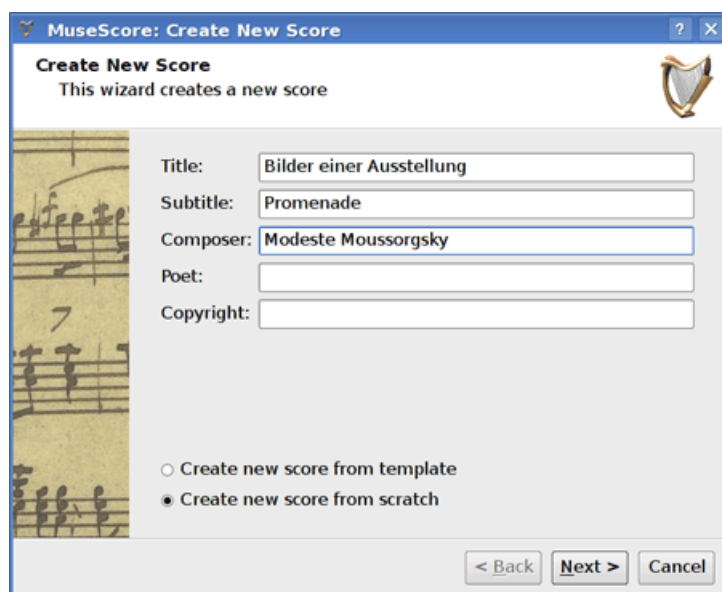 MuseScore: Create New Score
Create New Score
This wizard creates a new score
Title: Bilder einer Ausstellung
Subtitle: Promenade
Composer: Modeste Moussorgsky
Poet:
Copyright:
Create new score from template
Create new score from scratch
< Back Next > Cancel